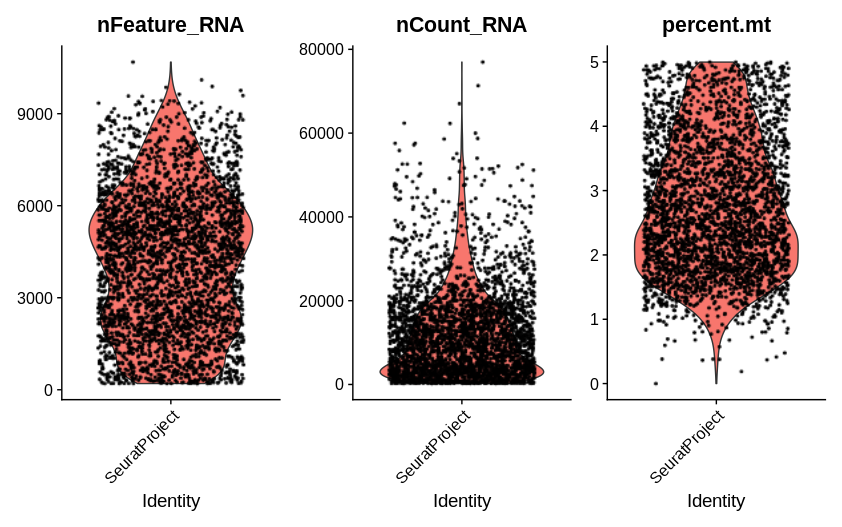 nFeature_RNA
9000
6000
3000
0
SeuratProject
Identity
nCount_RNA
80000
60000
40000
20000
0
SeuratProject
Identity
percent.mt
5
4
3
2
1
0
SeuratProject
Identity